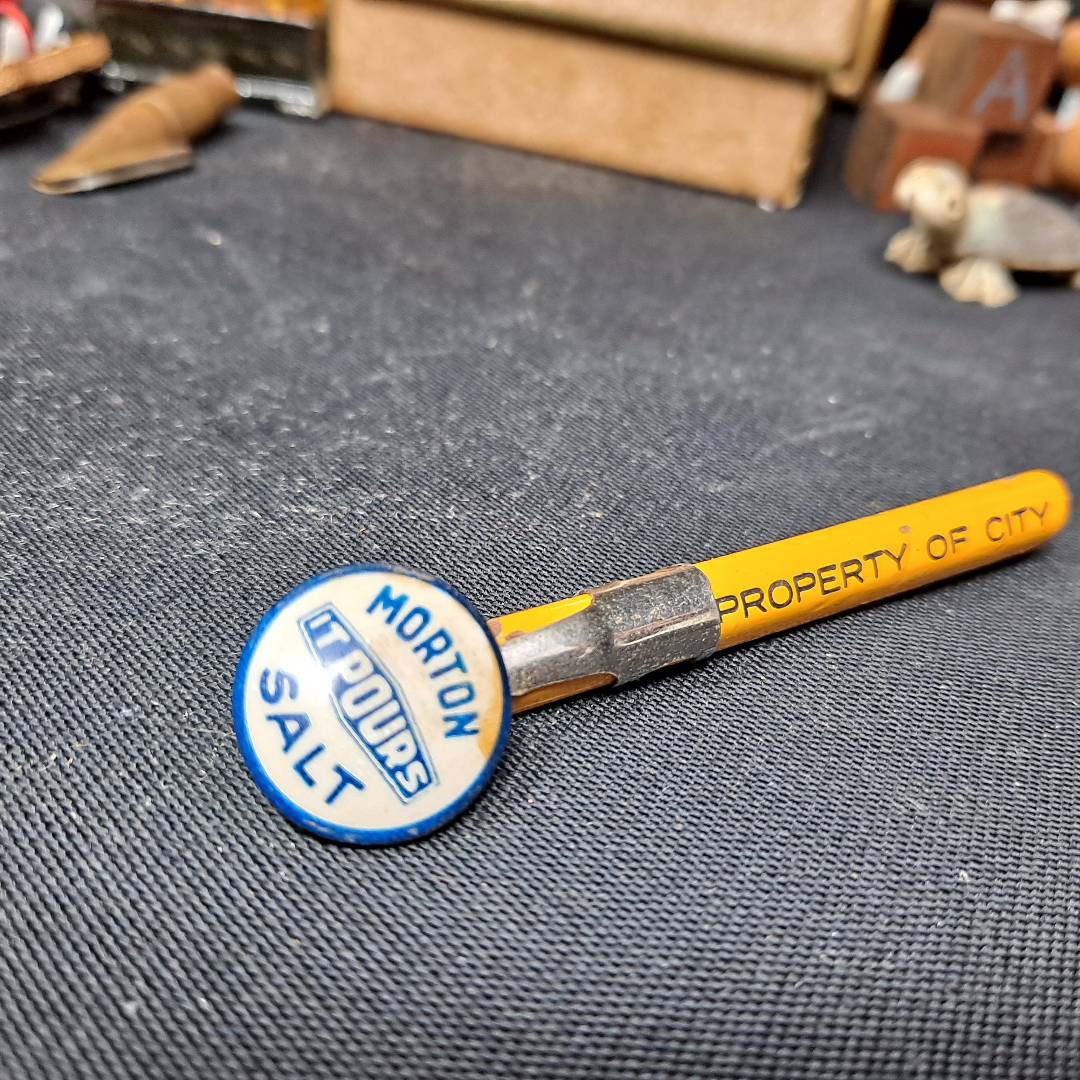 MORTON
IT POURS
SALT
PROPERTY OF CITY
A